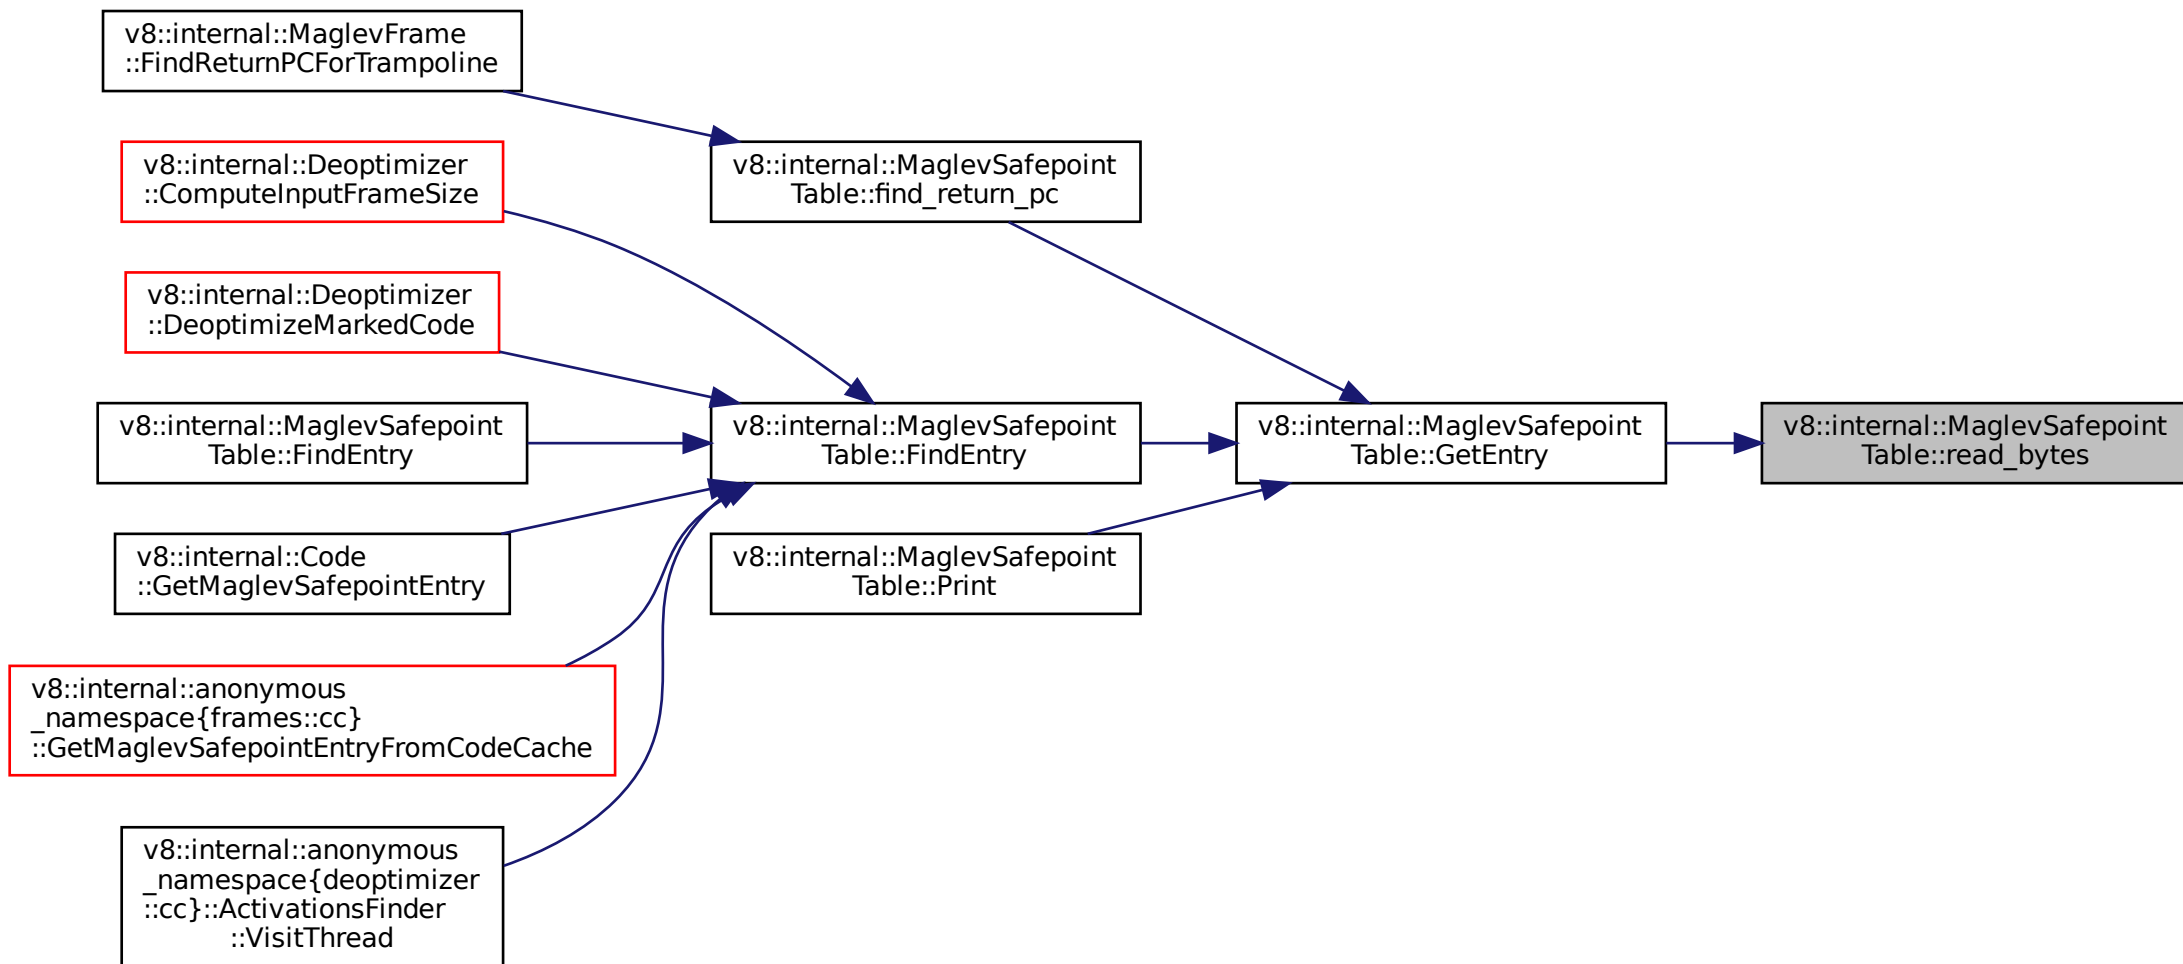 v8::internal::MaglevFrame
::FindReturnPCForTrampoline
v8::internal::Deoptimizer
::ComputeInputFrameSize
v8::internal::Deoptimizer
::DeoptimizeMarkedCode
v8::internal::MaglevSafepoint
Table::FindEntry
v8::internal::Code
::GetMaglevSafepointEntry
v8::internal::anonymous
_namespace{frames::cc}
::GetMaglevSafepointEntryFromCodeCache
v8::internal::anonymous
_namespace{deoptimizer
::cc}::ActivationsFinder
::VisitThread
v8::internal::MaglevSafepoint
Table::find_return_pc
v8::internal::MaglevSafepoint
Table::FindEntry
v8::internal::MaglevSafepoint
Table::Print
v8::internal::MaglevSafepoint
Table::GetEntry
v8::internal::MaglevSafepoint
Table::read_bytes